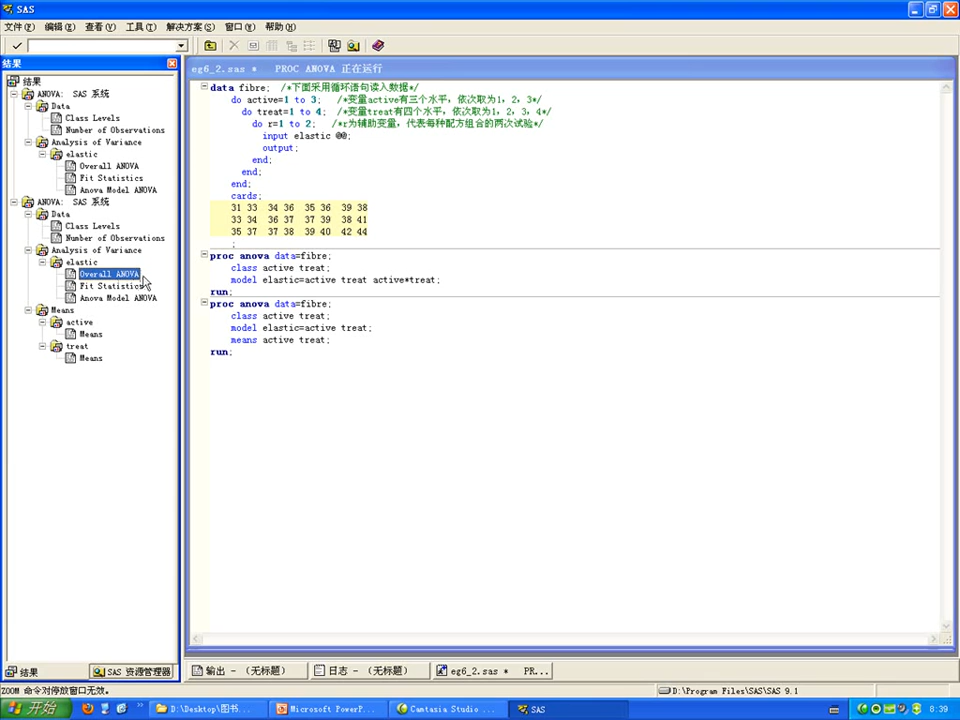 SAS
文件(F) 编辑(E) 查看(V) 工具(T) 解决方案(S) 窗口(W) 帮助(H)
结果
结果
ANOVA: SAS 系统
Data
Class Levels
Number of Observations
Analysis of Variance
elastic
Overall ANOVA
Fit Statistics
Anova Model ANOVA
ANOVA: SAS 系统
Data
Class Levels
Number of Observations
Analysis of Variance
elastic
Overall ANOVA
Fit Statistics
Anova Model ANOVA
Means
active
Means
treat
Means
结果 SAS 资源管理器
eg6_2.sas * PROC ANOVA 正在运行
data fibre; /*下面采用循环语句读入数据*/
do active=1 to 3; /*变量active有三个水平，依次取为1，2，3*/
do treat=1 to 4; /*变量treat有四个水平，依次取为1，2，3，4*/
do r=1 to 2; /*r为辅助变量，代表每种配方组合的两次试验*/
input elastic @@;
output;
end;
end;
end;
cards;
31 33 34 36 35 36 39 38
33 34 36 37 37 39 38 41
35 37 37 38 39 40 42 44
;
proc anova data=fibre;
class active treat;
model elastic=active treat active*treat;
run;
proc anova data=fibre;
class active treat;
model elastic=active treat;
means active treat;
run;
输出 - (无标题) 日志 - (无标题) eg6_2.sas * PR...
ZOOM 命令对停放窗口无效。 D:\Program Files\SAS\SAS 9.1
开始 D:\Desktop\图书... Microsoft PowerP... Camtasia Studio ... SAS 8:39